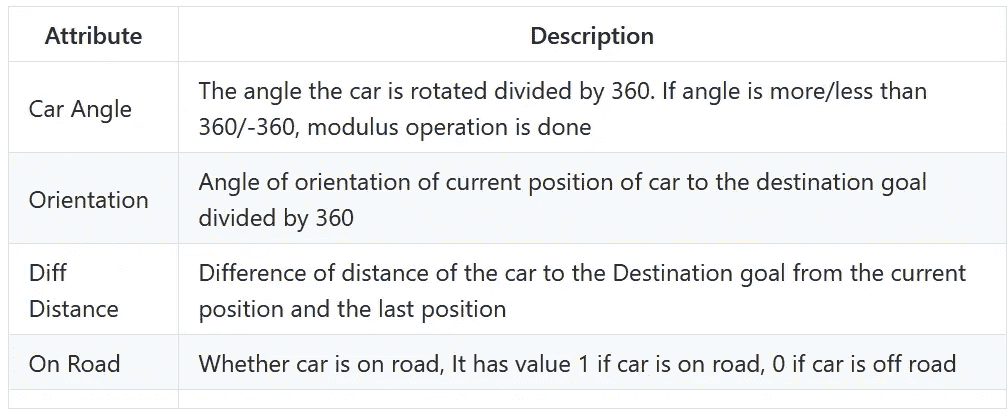 Attribute Description
Car Angle The angle the car is rotated divided by 360. If angle is more/less than
360/-360, modulus operation is done
Orientation Angle of orientation of current position of car to the destination goal
divided by 360
Diff Difference of distance of the car to the Destination goal from the current
Distance position and the last position
On Road Whether car is on road, It has value 1 if car is on road, 0 if car is off road